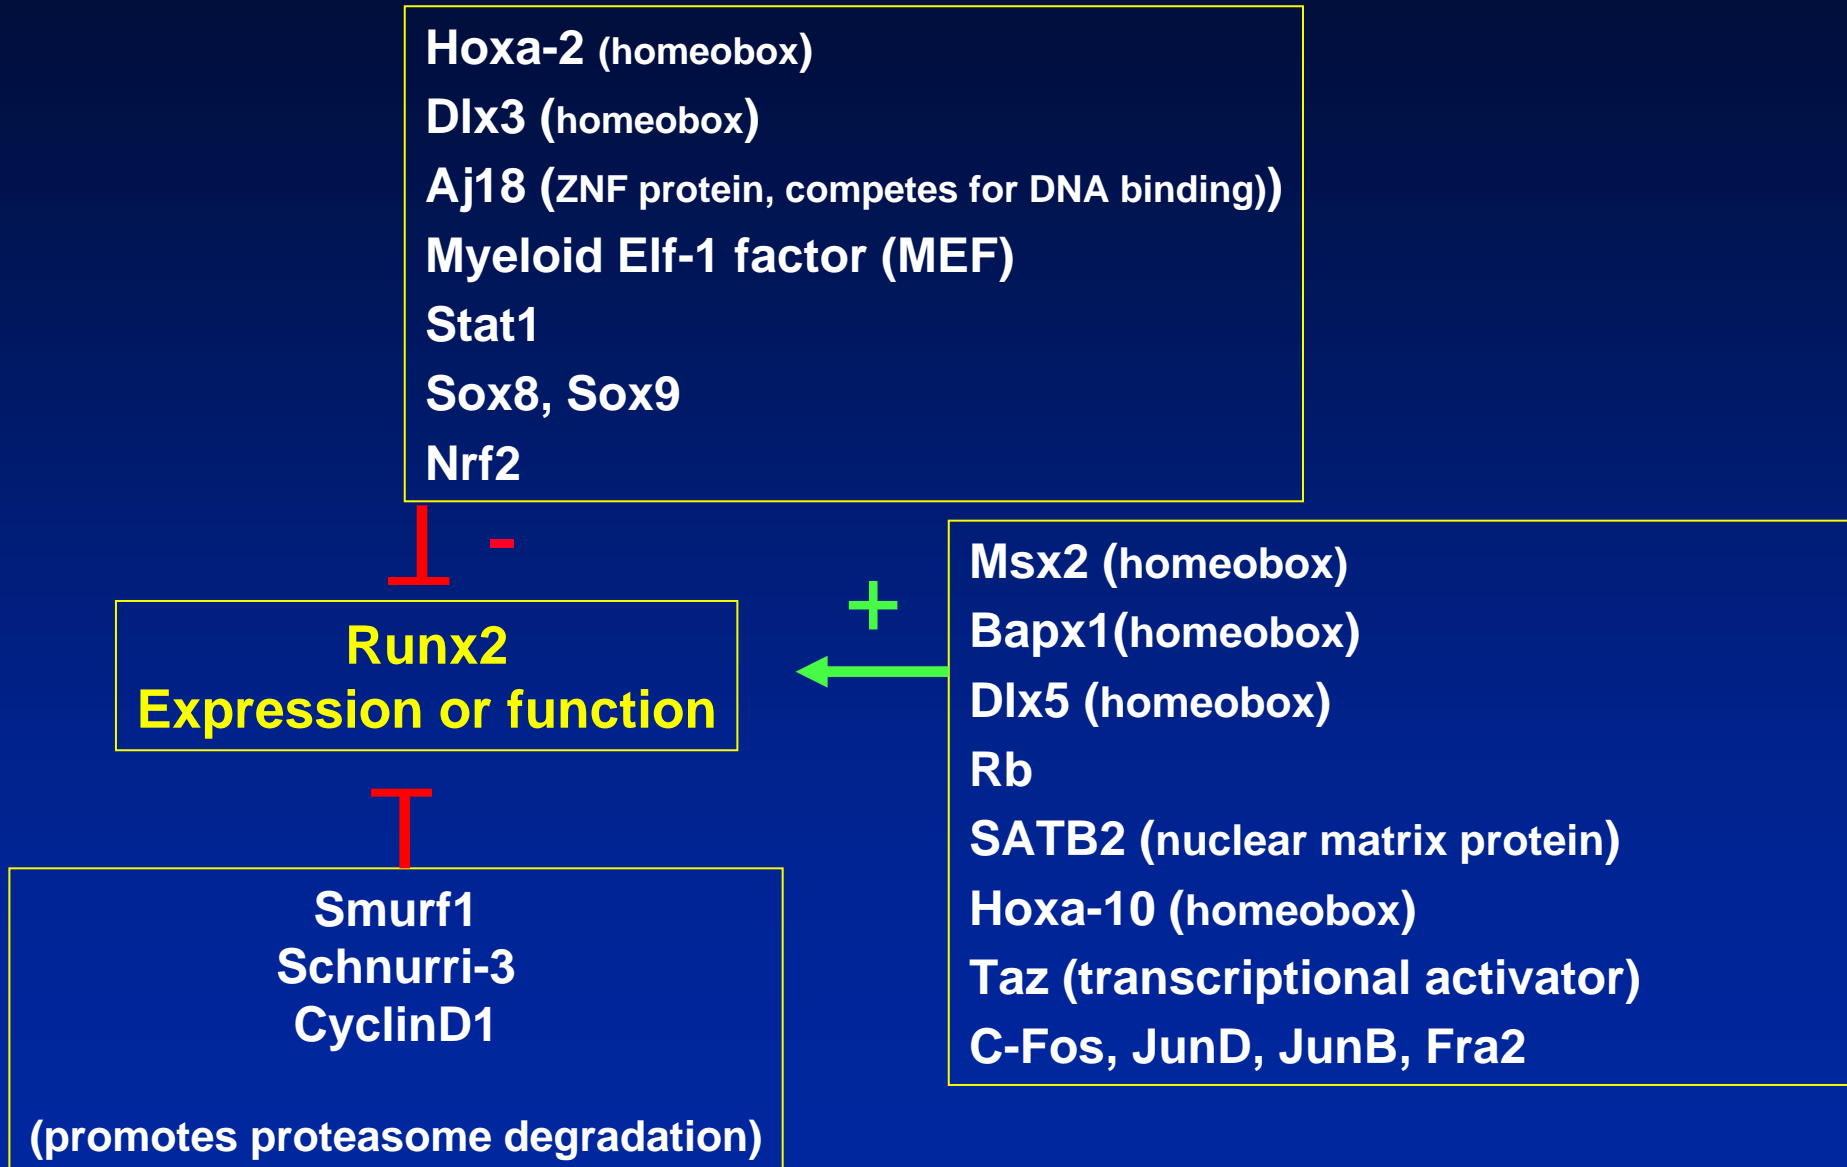 Hoxa-2 (homeobox)
Dlx3 (homeobox)
Aj18 (ZNF protein, competes for DNA binding))
Myeloid Elf-1 factor (MEF)
Stat1
Sox8, Sox9
Nrf2
-
+
Runx2
Expression or function
Msx2 (homeobox)
Bapx1(homeobox)
Dlx5 (homeobox)
Rb
SATB2 (nuclear matrix protein)
Hoxa-10 (homeobox)
Taz (transcriptional activator)
C-Fos, JunD, JunB, Fra2
Smurf1
Schnurri-3
CyclinD1
(promotes proteasome degradation)